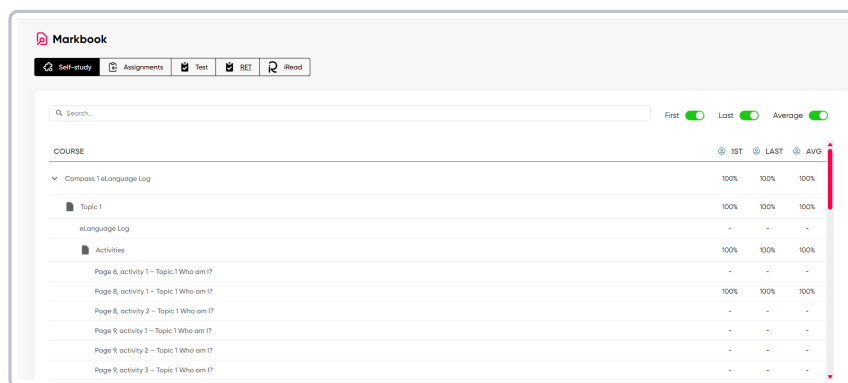 Markbook
Self-study Assignments Test RET iRead
Search... First Last Average
COURSE 1ST LAST AVG
Compass 1 eLanguage Log 100% 100% 100%
Topic 1 100% 100% 100%
eLanguage Log - - -
Activities 100% 100% 100%
Page 6, activity 1 – Topic 1 Who am I? - - -
Page 8, activity 1 – Topic 1 Who am I? 100% 100% 100%
Page 8, activity 2 – Topic 1 Who am I? - - -
Page 9, activity 1 – Topic 1 Who am I? - - -
Page 9, activity 2 – Topic 1 Who am I? - - -
Page 9, activity 3 – Topic 1 Who am I? - - -